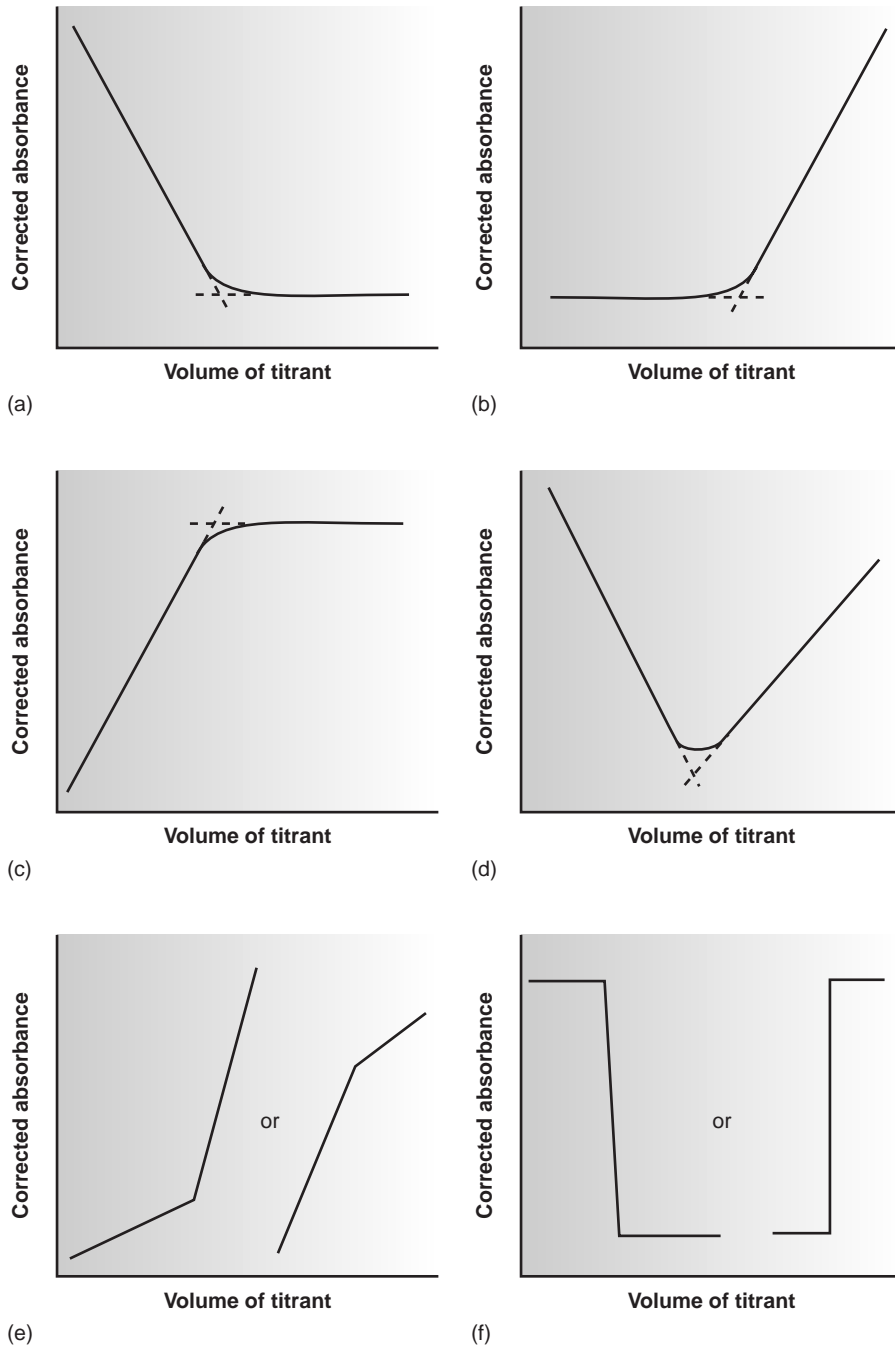 Corrected absorbance
Volume of titrant
(a)
Corrected absorbance
Volume of titrant
(b)
Corrected absorbance
Volume of titrant
(c)
Corrected absorbance
Volume of titrant
(d)
Corrected absorbance
or
Volume of titrant
(e)
Corrected absorbance
or
Volume of titrant
(f)